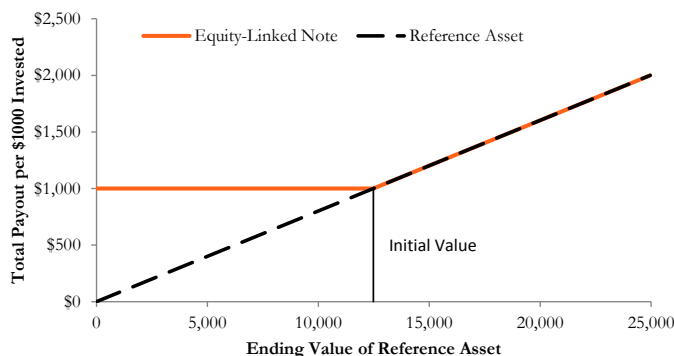 $2,500
Equity-Linked Note
Reference Asset
$2,000
$1,500
$1,000
$500
Initial Value
$0
0
5,000
10,000
15,000
20,000
25,000
Total Payout per $1000 Invested
Ending Value of Reference Asset